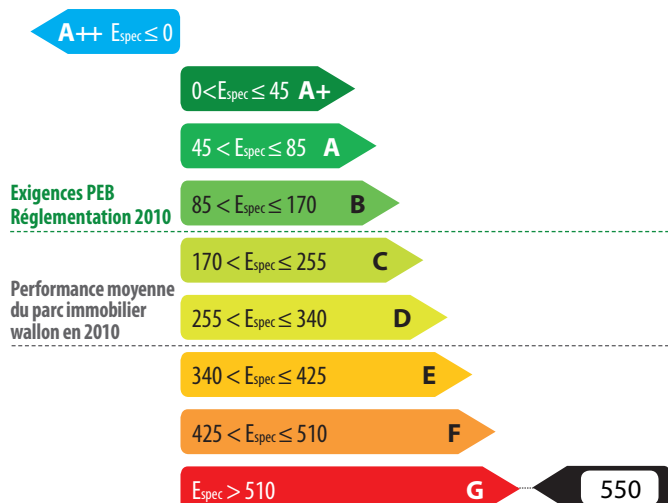 A++ Espec ≤ 0
0<Espec ≤ 45 A+
45 < Espec ≤ 85 A
Exigences PEB
Réglementation 2010
85 < Espec ≤ 170 B
170 < Espec ≤ 255 C
Performance moyenne
du parc immobilier
wallon en 2010
255 < Espec ≤ 340 D
340 < Espec ≤ 425 E
425 < Espec ≤ 510 F
Espec > 510 G
550